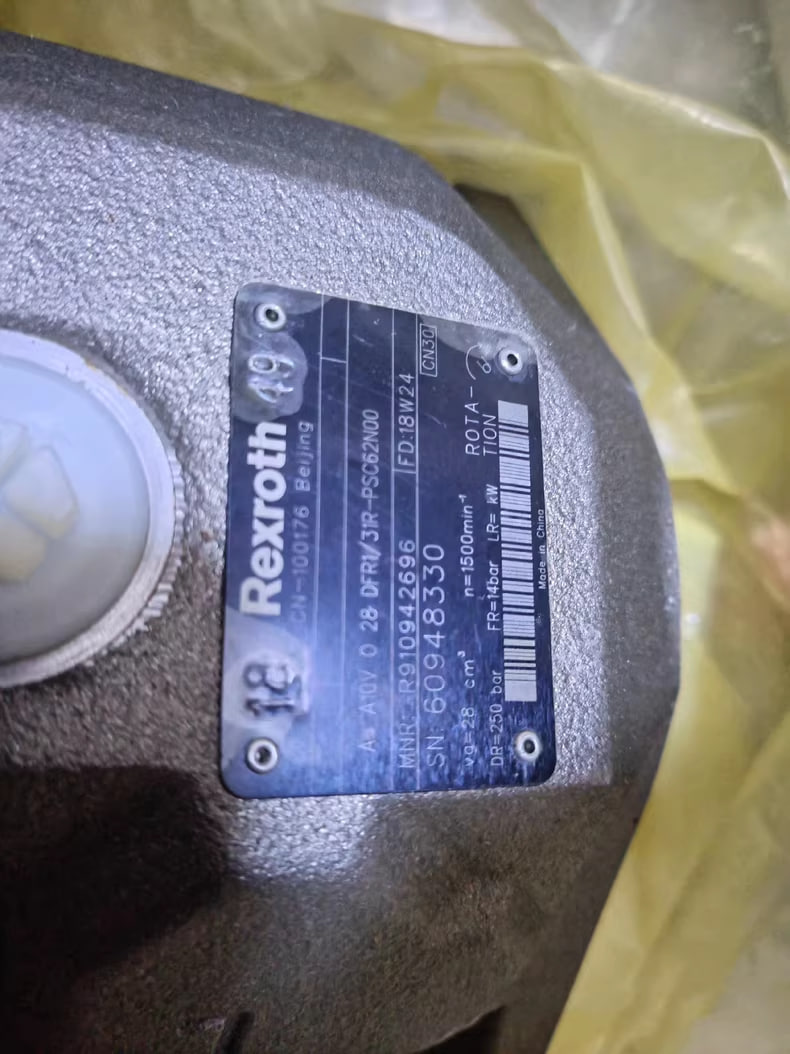 18 Rexroth 49
CN-100176 Beijing
A A10V O 28 DFR1/31R-PSC62N00
MNR: R910942696 FD:18W24
SN: 60948330 CN30
Vg=28 cm³ n=1500min⁻¹ ROTA-
TION
DR=250 bar FR=14bar LR= kW
Made in China